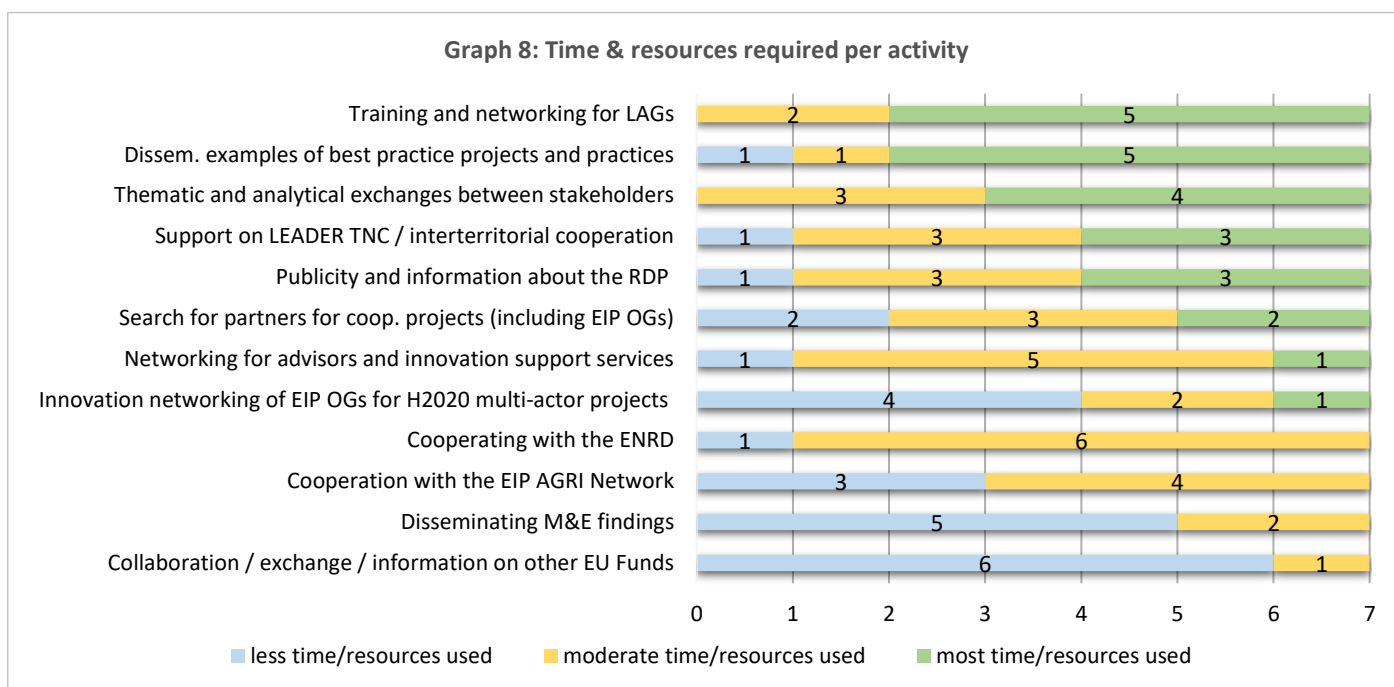 Graph 8: Time & resources required per activity
Training and networking for LAGs 2 5
Dissem. examples of best practice projects and practices 1 1 5
Thematic and analytical exchanges between stakeholders 3 4
Support on LEADER TNC / interterritorial cooperation 1 3 3
Publicity and information about the RDP 1 3 3
Search for partners for coop. projects (including EIP OGs) 2 3 2
Networking for advisors and innovation support services 1 5 1
Innovation networking of EIP OGs for H2020 multi-actor projects 4 2 1
Cooperating with the ENRD 1 6
Cooperation with the EIP AGRI Network 3 4
Disseminating M&E findings 5 2
Collaboration / exchange / information on other EU Funds 6 1
0 1 2 3 4 5 6 7
less time/resources used moderate time/resources used most time/resources used